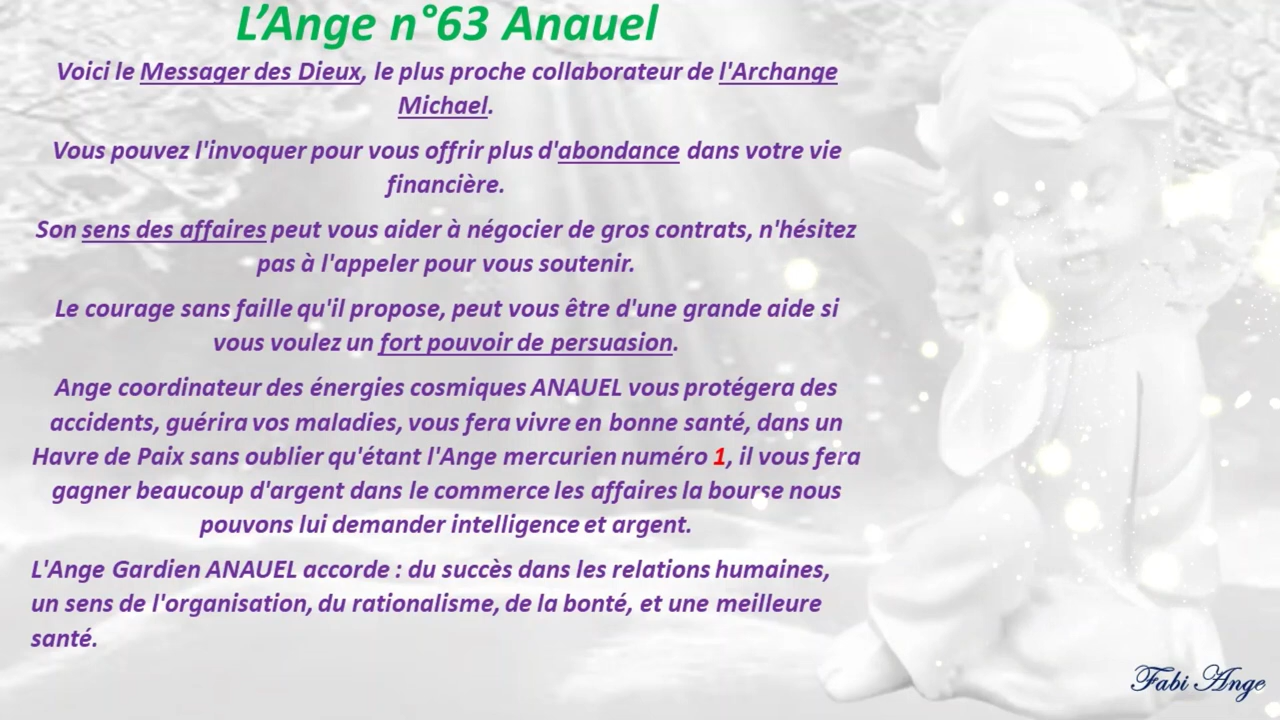 L’Ange n°63 Anauel
Voici le Messager des Dieux, le plus proche collaborateur de l'Archange
Michael.
Vous pouvez l'invoquer pour vous offrir plus d'abondance dans votre vie
financière.
Son sens des affaires peut vous aider à négocier de gros contrats, n'hésitez
pas à l'appeler pour vous soutenir.
Le courage sans faille qu'il propose, peut vous être d'une grande aide si
vous voulez un fort pouvoir de persuasion.
Ange coordinateur des énergies cosmiques ANAUEL vous protégera des
accidents, guérira vos maladies, vous fera vivre en bonne santé, dans un
Havre de Paix sans oublier qu'étant l'Ange mercurien numéro 1, il vous fera
gagner beaucoup d'argent dans le commerce les affaires la bourse nous
pouvons lui demander intelligence et argent.
L'Ange Gardien ANAUEL accorde : du succès dans les relations humaines,
un sens de l'organisation, du rationalisme, de la bonté, et une meilleure
santé.
Fabi Ange